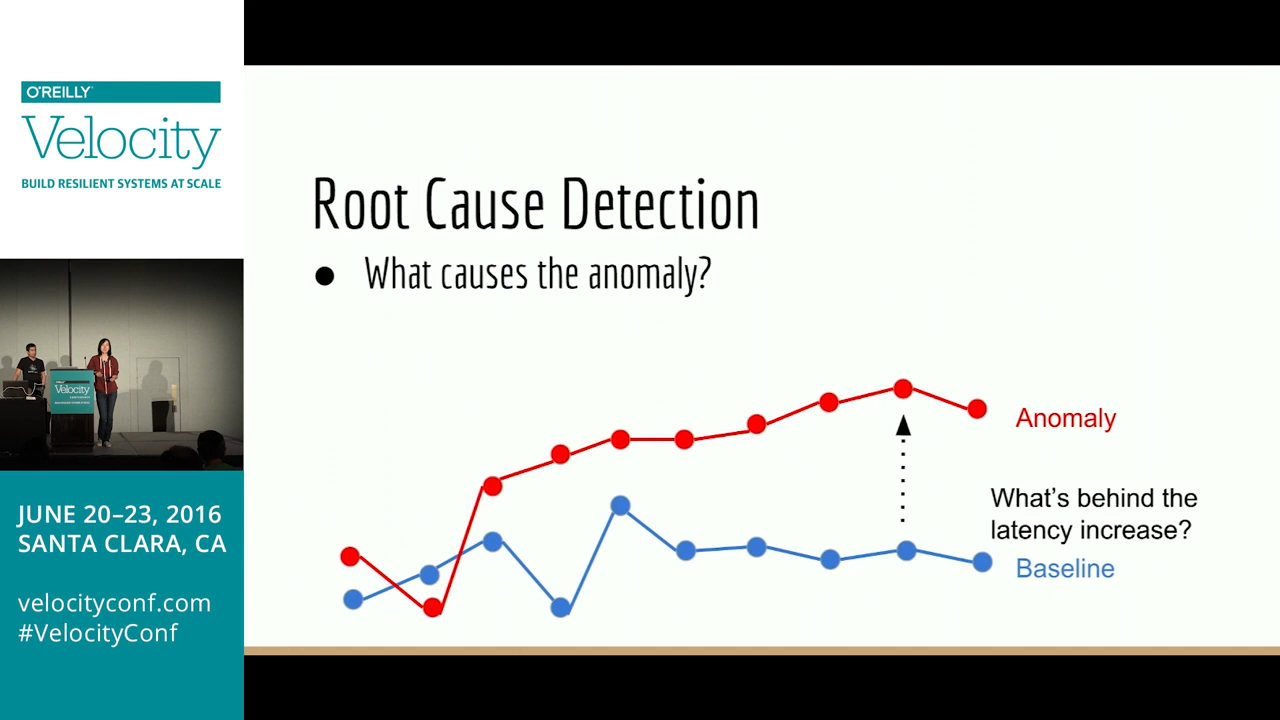 O'REILLY
Velocity
BUILD RESILIENT SYSTEMS AT SCALE
Velocity
JUNE 20–23, 2016
SANTA CLARA, CA
velocityconf.com
#VelocityConf
Root Cause Detection
● What causes the anomaly?
Anomaly
What's behind the
latency increase?
Baseline